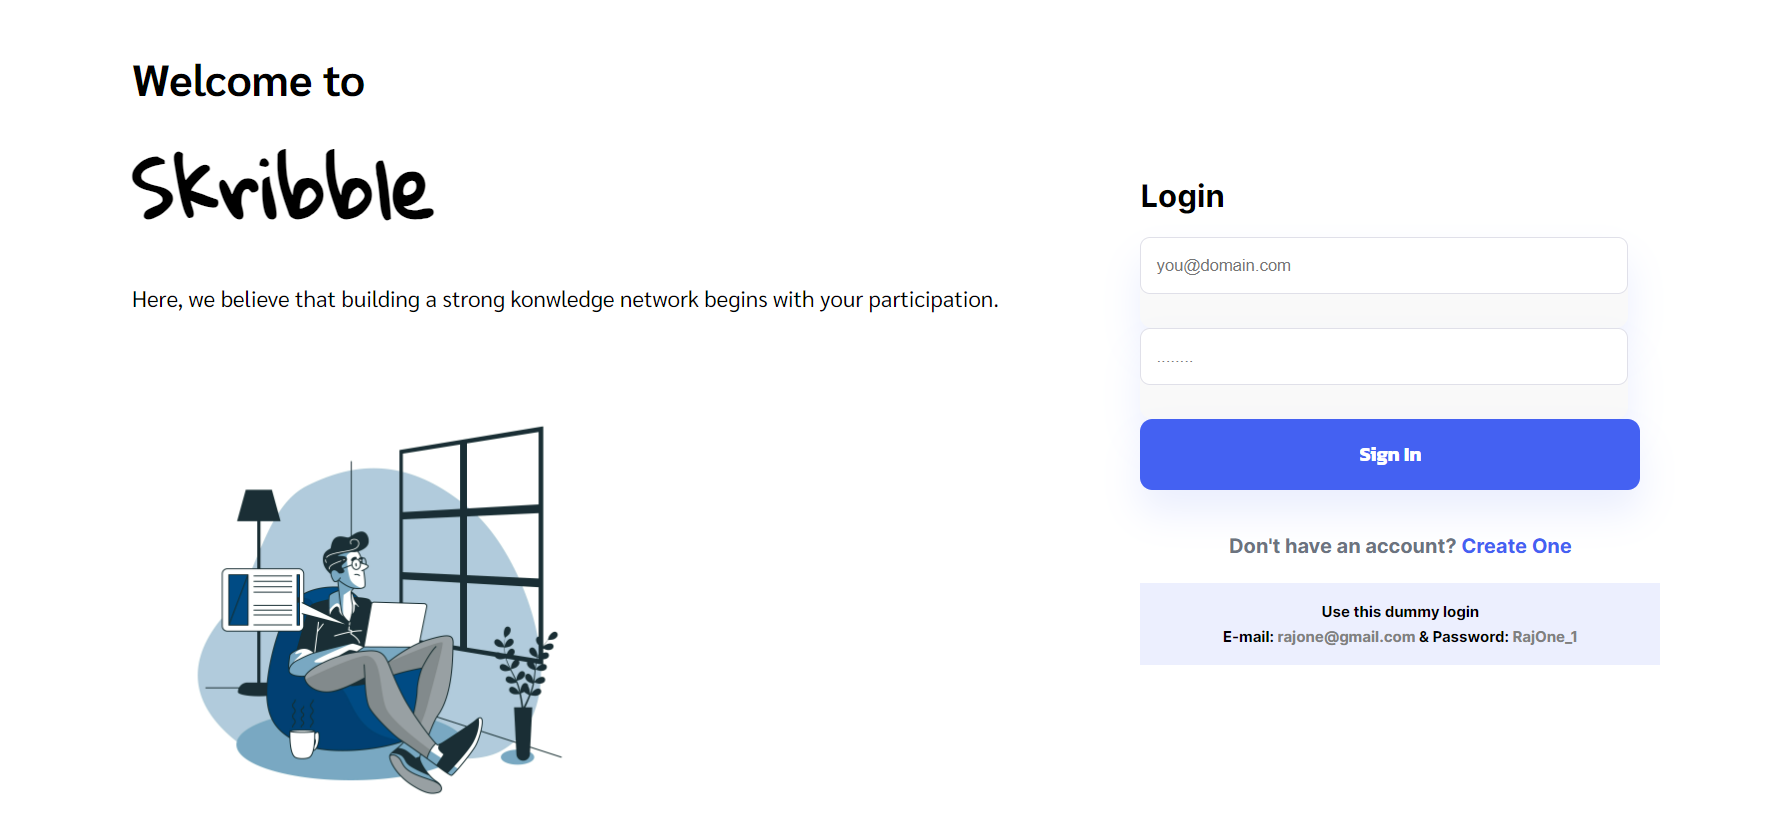 Welcome to
Skribble
Here, we believe that building a strong konwledge network begins with your participation.
Login
you@domain.com
........
Sign In
Don't have an account? Create One
Use this dummy login
E-mail: rajone@gmail.com & Password: RajOne_1